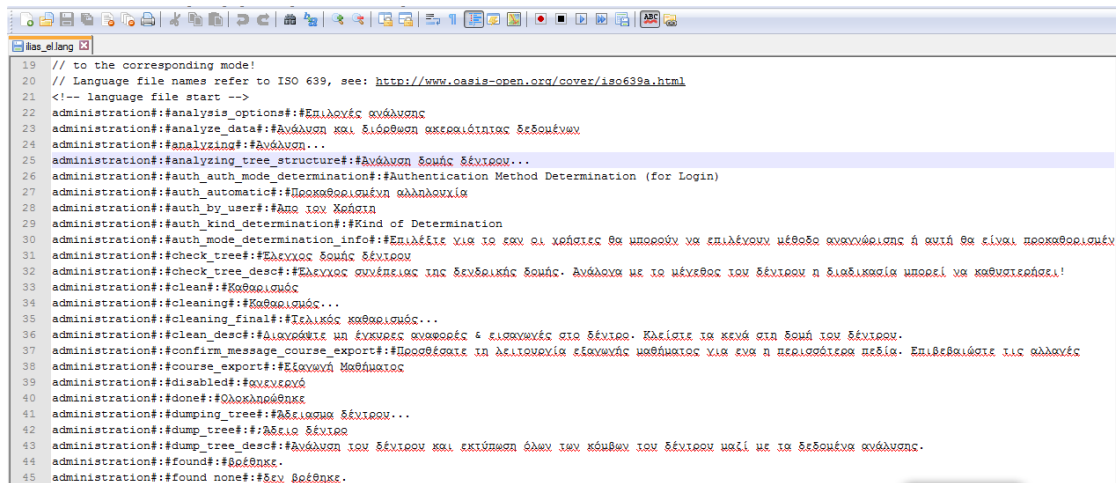 ilias_el.lang
19 // to the corresponding mode!
20 // Language file names refer to ISO 639, see: http://www.oasis-open.org/cover/iso639a.html
21 <!-- language file start -->
22 administration#:#analysis_options#:#Επιλογές ανάλυσης
23 administration#:#analyze_data#:#Ανάλυση και διόρθωση ακεραιότητας δεδομένων
24 administration#:#analyzing#:#Ανάλυση...
25 administration#:#analyzing_tree_structure#:#Ανάλυση δομής δέντρου...
26 administration#:#auth_auth_mode_determination#:#Authentication Method Determination (for Login)
27 administration#:#auth_automatic#:#Προκαθορισμένη αλληλουχία
28 administration#:#auth_by_user#:#Απο τον Χρήστη
29 administration#:#auth_kind_determination#:#Kind of Determination
30 administration#:#auth_mode_determination_info#:#Επιλέξτε για το εαν οι χρήστες θα μπορούν να επιλέγουν μέθοδο αναγνώρισης ή αυτή θα είναι προκαθορισμέν
31 administration#:#check_tree#:#Έλεγχος δομής δέντρου
32 administration#:#check_tree_desc#:#Έλεγχος συνέπειας της δενδρικής δομής. Ανάλογα με το μέγεθος του δέντρου η διαδικασία μπορεί να καθυστερήσει!
33 administration#:#clean#:#Καθαρισμός
34 administration#:#cleaning#:#Καθαρισμός...
35 administration#:#cleaning_final#:#Τελικός καθαρισμός...
36 administration#:#clean_desc#:#Διαγράψτε μη έγκυρες αναφορές & εισαγωγές στο δέντρο. Κλείστε τα κενά στη δομή του δέντρου.
37 administration#:#confirm_message_course_export#:#Προσθέσατε τη λειτουργία εξαγωγής μαθήματος για ενα η περισσότερα πεδία. Επιβεβαιώστε τις αλλαγές
38 administration#:#course_export#:#Εξαγωγή Μαθήματος
39 administration#:#disabled#:#ανενεργό
40 administration#:#done#:#Ολοκληρώθηκε
41 administration#:#dumping_tree#:#Άδειασμα δέντρου...
42 administration#:#dump_tree#:#;Άδειο δέντρο
43 administration#:#dump_tree_desc#:#Ανάλυση του δέντρου και εκτύπωση όλων των κόμβων του δέντρου μαζί με τα δεδομένα ανάλυσης.
44 administration#:#found#:#βρέθηκε.
45 administration#:#found_none#:#δεν βρέθηκε.